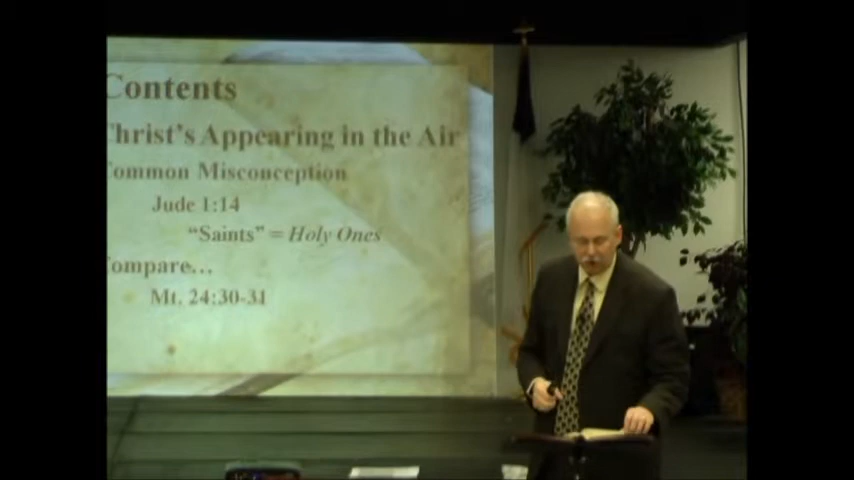 Contents
Christ's Appearing in the Air
Common Misconception
Jude 1:14
"Saints" = Holy Ones
Compare...
Mt. 24:30-31